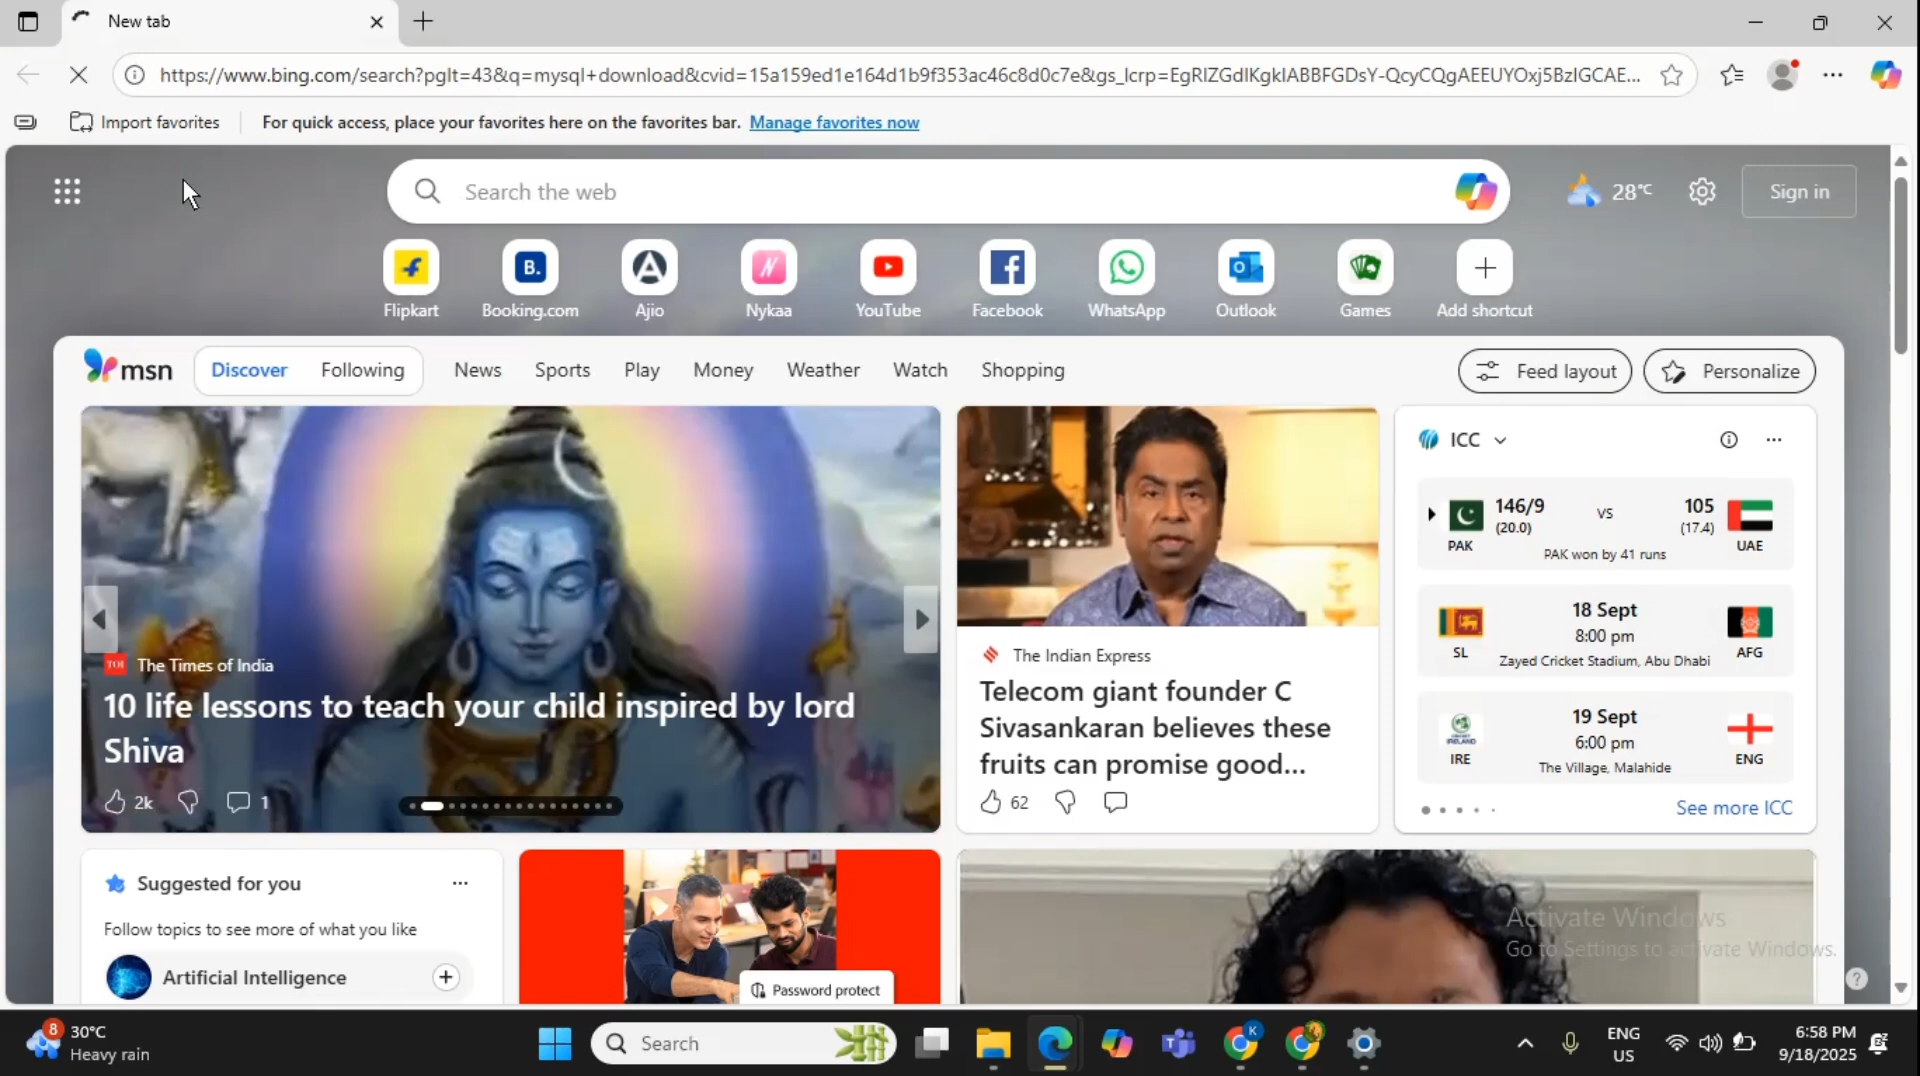 New tab
https://www.bing.com/search?pglt=43&q=mysql+download&cvid=15a159ed1e164d1b9f353ac46c8d0c7e&gs_lcrp=EgRlZGdlKgkIABBFGDsY-QcyCQgAEEUYOxj5BzIGCAE...
Import favorites For quick access, place your favorites here on the favorites bar. Manage favorites now
Search the web 28°C Sign in
Flipkart Booking.com Ajio Nykaa YouTube Facebook WhatsApp Outlook Games Add shortcut
msn Discover Following News Sports Play Money Weather Watch Shopping Feed layout Personalize
TOI The Times of India
10 life lessons to teach your child inspired by lord
Shiva
2k 1
The Indian Express
Telecom giant founder C
Sivasankaran believes these
fruits can promise good...
62
ICC
146/9 vs 105
(20.0) (17.4)
PAK PAK won by 41 runs UAE
18 Sept
8:00 pm
SL Zayed Cricket Stadium, Abu Dhabi AFG
19 Sept
6:00 pm
IRE The Village, Malahide ENG
See more ICC
Suggested for you
Follow topics to see more of what you like
Artificial Intelligence
Password protect
Activate Windows
Go to Settings to activate Windows.
8 30°C
Heavy rain
Search
K
ENG
US
6:58 PM
9/18/2025